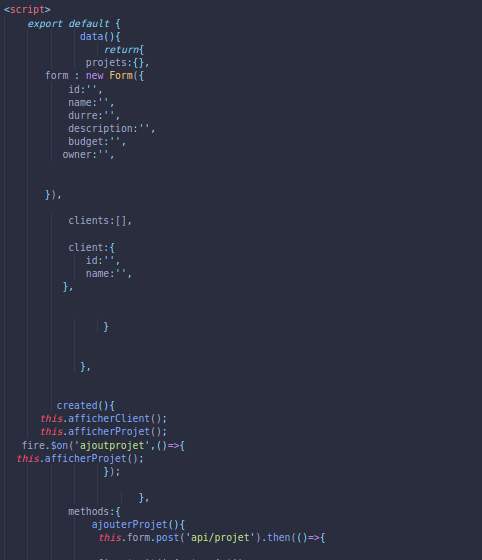 <script>
export default {
data(){
return{
projets:{},
form : new Form({
id:'',
name:'',
durre:'',
description:'',
budget:'',
owner:'',
}),
clients:[],
client:{
id:'',
name:'',
},
}
},
created(){
this.afficherClient();
this.afficherProjet();
fire.$on('ajoutprojet',()=>{
this.afficherProjet();
});
},
methods:{
ajouterProjet(){
this.form.post('api/projet').then(()=>{